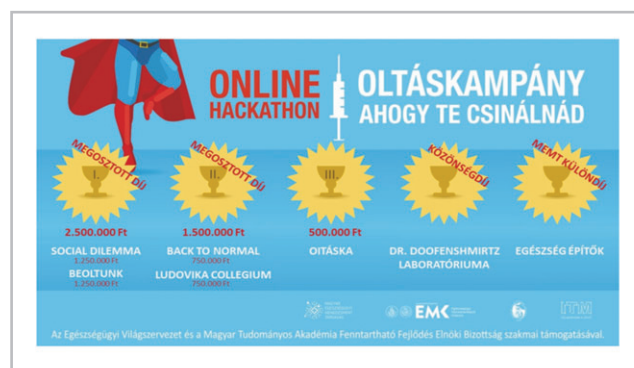 ONLINE
HACKATHON
OLTÁSKAMPÁNY
AHOGY TE CSINÁLNÁD
MEGOSZTOTT DÍJ
I.
2.500.000 Ft
SOCIAL DILEMMA
1.250.000 Ft
BEOLTUNK
1.250.000 Ft
MEGOSZTOTT DÍJ
II.
1.500.000 Ft
BACK TO NORMAL
750.000 Ft
LUDOVIKA COLLEGIUM
750.000 Ft
III.
500.000 Ft
OITÁSKA
KÖZÖNSÉGDÍJ
DR. DOOFENSHMIRTZ
LABORATÓRIUMA
MEMT KÜLÖNDÍJ
EGÉSZSÉG ÉPÍTŐK
EMK
ITM
Az Egészségügyi Világszervezet és a Magyar Tudományos Akadémia Fenntartható Fejlődés Elnöki Bizottság szakmai támogatásával.